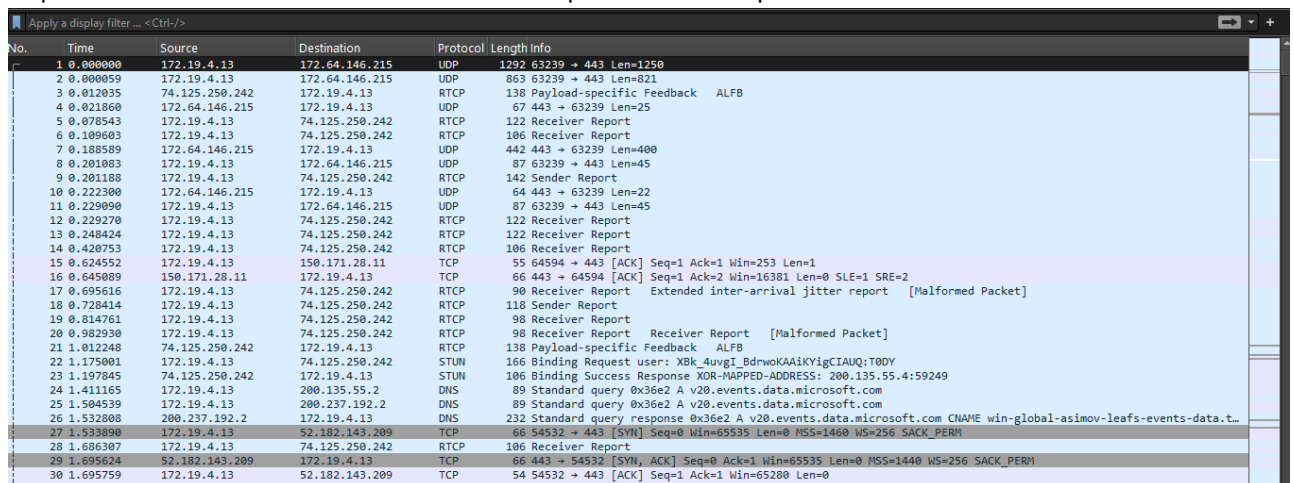 Apply a display filter ... <Ctrl-/>
No. Time Source Destination Protocol Length Info
1 0.000000 172.19.4.13 172.64.146.215 UDP 1292 63239 → 443 Len=1250
2 0.000059 172.19.4.13 172.64.146.215 UDP 863 63239 → 443 Len=821
3 0.012035 74.125.250.242 172.19.4.13 RTCP 138 Payload-specific Feedback ALFB
4 0.021860 172.64.146.215 172.19.4.13 UDP 67 443 → 63239 Len=25
5 0.078543 172.19.4.13 74.125.250.242 RTCP 122 Receiver Report
6 0.109603 172.19.4.13 74.125.250.242 RTCP 106 Receiver Report
7 0.188589 172.64.146.215 172.19.4.13 UDP 442 443 → 63239 Len=400
8 0.201083 172.19.4.13 172.64.146.215 UDP 87 63239 → 443 Len=45
9 0.201188 172.19.4.13 74.125.250.242 RTCP 142 Sender Report
10 0.222300 172.64.146.215 172.19.4.13 UDP 64 443 → 63239 Len=22
11 0.229090 172.19.4.13 172.64.146.215 UDP 87 63239 → 443 Len=45
12 0.229270 172.19.4.13 74.125.250.242 RTCP 122 Receiver Report
13 0.248424 172.19.4.13 74.125.250.242 RTCP 122 Receiver Report
14 0.420753 172.19.4.13 74.125.250.242 RTCP 106 Receiver Report
15 0.624552 172.19.4.13 150.171.28.11 TCP 55 64594 → 443 [ACK] Seq=1 Ack=1 Win=253 Len=1
16 0.645089 150.171.28.11 172.19.4.13 TCP 66 443 → 64594 [ACK] Seq=1 Ack=2 Win=16381 Len=0 SLE=1 SRE=2
17 0.695616 172.19.4.13 74.125.250.242 RTCP 90 Receiver Report Extended inter-arrival jitter report [Malformed Packet]
18 0.728414 172.19.4.13 74.125.250.242 RTCP 118 Sender Report
19 0.814761 172.19.4.13 74.125.250.242 RTCP 98 Receiver Report
20 0.982930 172.19.4.13 74.125.250.242 RTCP 98 Receiver Report Receiver Report [Malformed Packet]
21 1.012248 74.125.250.242 172.19.4.13 RTCP 138 Payload-specific Feedback ALFB
22 1.175001 172.19.4.13 74.125.250.242 STUN 166 Binding Request user: XBk_4uvgI_BdrwoKAAiKYigCIAUQ:T0DY
23 1.197845 74.125.250.242 172.19.4.13 STUN 106 Binding Success Response XOR-MAPPED-ADDRESS: 200.135.55.4:59249
24 1.411165 172.19.4.13 200.135.55.2 DNS 89 Standard query 0x36e2 A v20.events.data.microsoft.com
25 1.504539 172.19.4.13 200.237.192.2 DNS 89 Standard query 0x36e2 A v20.events.data.microsoft.com
26 1.532808 200.237.192.2 172.19.4.13 DNS 232 Standard query response 0x36e2 A v20.events.data.microsoft.com CNAME win-global-asimov-leafs-events-data.t…
27 1.533890 172.19.4.13 52.182.143.209 TCP 66 54532 → 443 [SYN] Seq=0 Win=65535 Len=0 MSS=1460 WS=256 SACK_PERM
28 1.686307 172.19.4.13 74.125.250.242 RTCP 106 Receiver Report
29 1.695624 52.182.143.209 172.19.4.13 TCP 66 443 → 54532 [SYN, ACK] Seq=0 Ack=1 Win=65535 Len=0 MSS=1440 WS=256 SACK_PERM
30 1.695759 172.19.4.13 52.182.143.209 TCP 54 54532 → 443 [ACK] Seq=1 Ack=1 Win=65280 Len=0